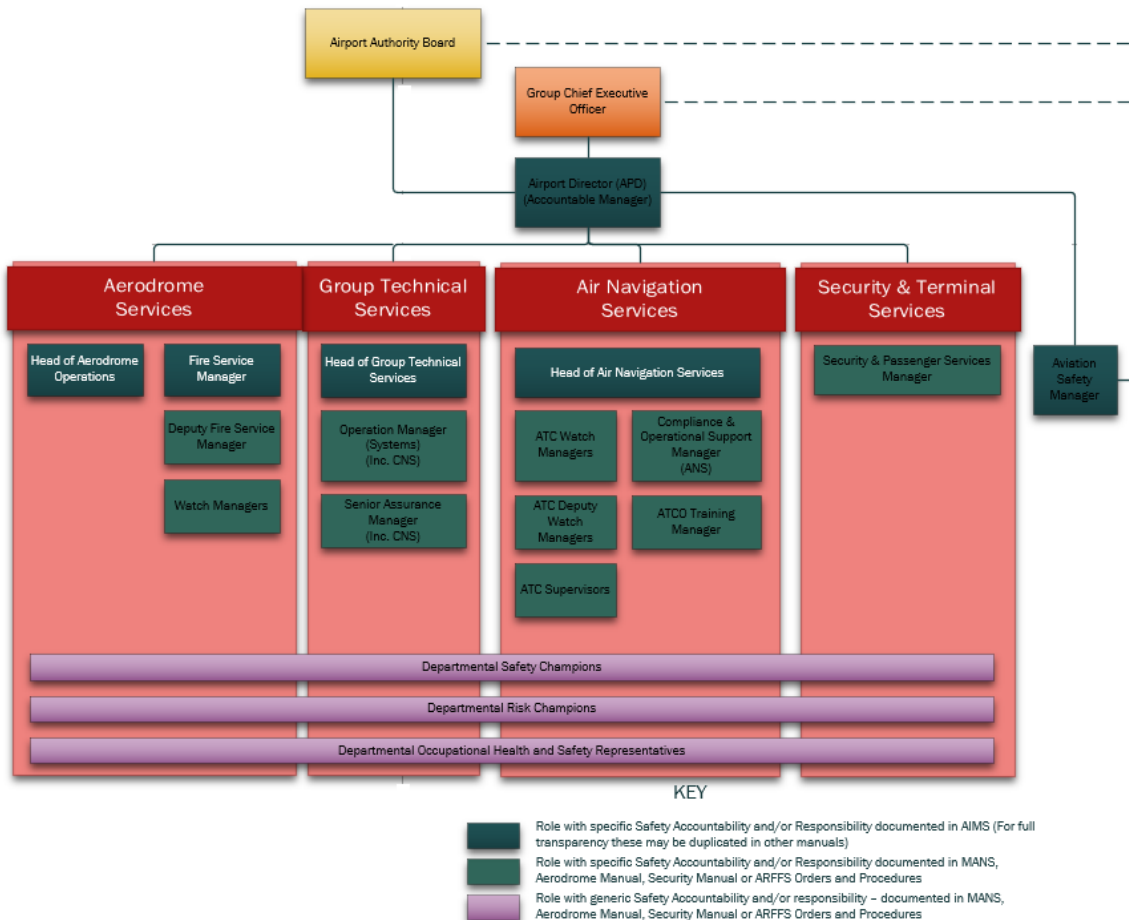 Airport Authority Board
Group Chief Executive
Officer
Airport Director (APD)
(Accountable Manager)
Aerodrome
Services
Group Technical
Services
Air Navigation
Services
Security & Terminal
Services
Head of Aerodrome
Operations
Fire Service
Manager
Deputy Fire Service
Manager
Watch Managers
Head of Group Technical
Services
Operation Manager
(Systems)
(Inc. CNS)
Senior Assurance
Manager
(Inc. CNS)
Head of Air Navigation Services
ATC Watch
Managers
Compliance &
Operational Support
Manager
(ANS)
ATC Deputy
Watch
Managers
ATCO Training
Manager
ATC Supervisors
Security & Passenger Services
Manager
Aviation
Safety
Manager
Departmental Safety Champions
Departmental Risk Champions
Departmental Occupational Health and Safety Representatives
KEY
Role with specific Safety Accountability and/or Responsibility documented in AIMS (For full
transparency these may be duplicated in other manuals)
Role with specific Safety Accountability and/or Responsibility documented in MANS,
Aerodrome Manual, Security Manual or ARFFS Orders and Procedures
Role with generic Safety Accountability and/or responsibility – documented in MANS,
Aerodrome Manual, Security Manual or ARFFS Orders and Procedures